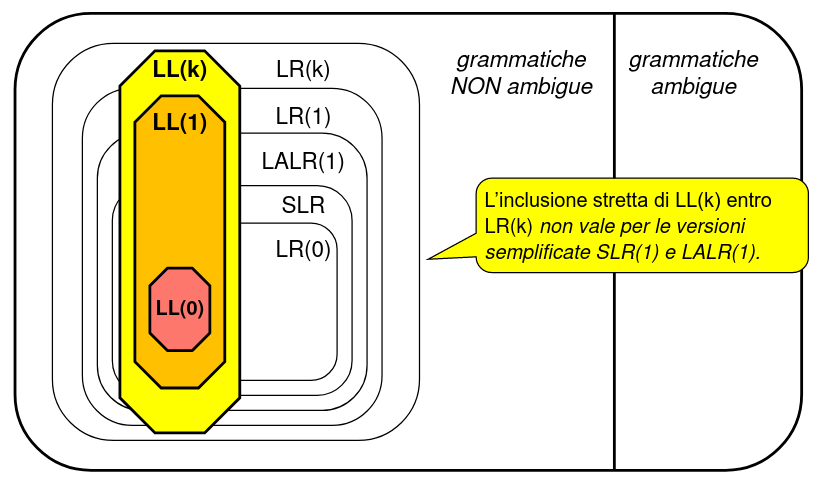 grammatiche
NON ambigue
grammatiche
ambigue
LL(k)
LR(k)
LL(1)
LR(1)
LALR(1)
SLR
LR(0)
LL(0)
L'inclusione stretta di LL(k) entro
LR(k) non vale per le versioni
semplificate SLR(1) e LALR(1).